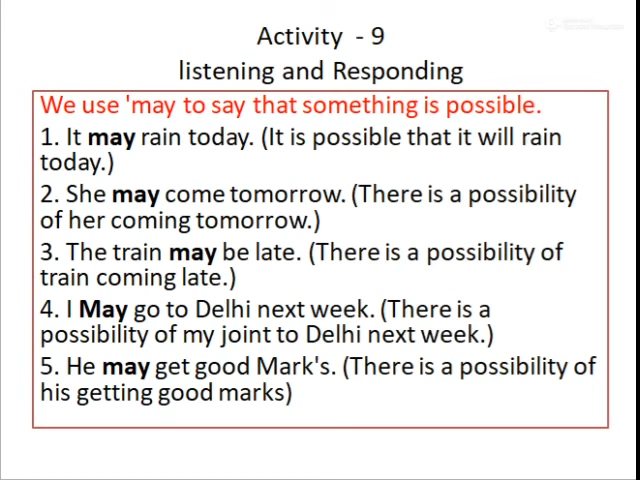 Activity - 9
listening and Responding
We use 'may to say that something is possible.
1. It may rain today. (It is possible that it will rain
today.)
2. She may come tomorrow. (There is a possibility
of her coming tomorrow.)
3. The train may be late. (There is a possibility of
train coming late.)
4. I May go to Delhi next week. (There is a
possibility of my joint to Delhi next week.)
5. He may get good Mark's. (There is a possibility of
his getting good marks)